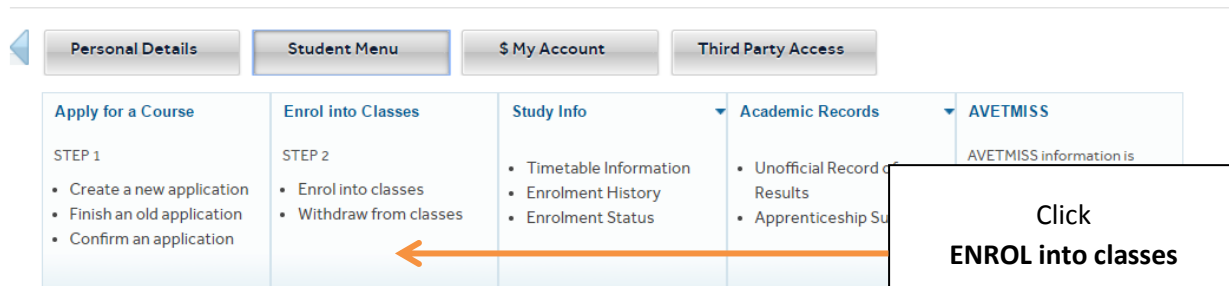 Personal Details
Student Menu
$ My Account
Third Party Access
Apply for a Course
STEP 1
• Create a new application
• Finish an old application
• Confirm an application
Enrol into Classes
STEP 2
• Enrol into classes
• Withdraw from classes
Study Info
• Timetable Information
• Enrolment History
• Enrolment Status
Academic Records
• Unofficial Record
Results
• Apprenticeship
AVETMISS
AVETMISS information is
Click
ENROL into classes